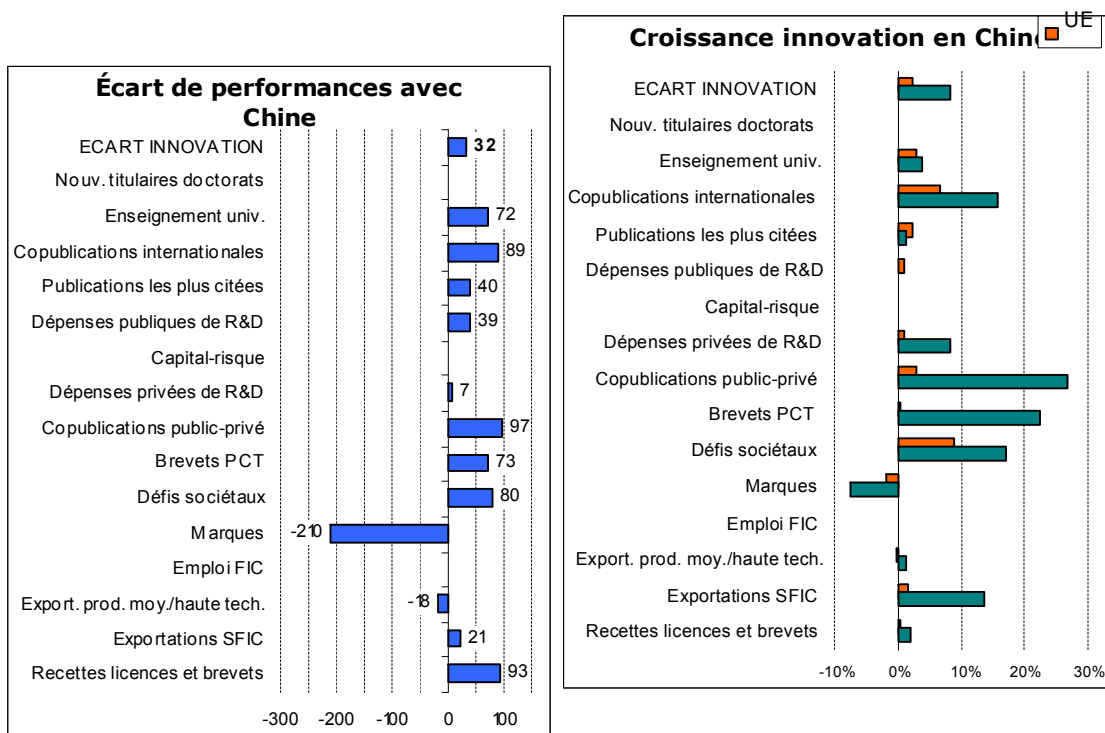 Écart de performances avec
Chine
ECART INNOVATION 32
Nouv. titulaires doctorats
Enseignement univ. 72
Copublications internationales 89
Publications les plus citées 40
Dépenses publiques de R&D 39
Capital-risque
Dépenses privées de R&D 7
Copublications public-privé 97
Brevets PCT 73
Défis sociétaux 80
Marques -210
Emploi FIC
Export. prod. moy./haute tech. -18
Exportations SFIC 21
Recettes licences et brevets 93
-300 -200 -100 0 100
UE
Croissance innovation en Chine
ECART INNOVATION
Nouv. titulaires doctorats
Enseignement univ.
Copublications internationales
Publications les plus citées
Dépenses publiques de R&D
Capital-risque
Dépenses privées de R&D
Copublications public-privé
Brevets PCT
Défis sociétaux
Marques
Emploi FIC
Export. prod. moy./haute tech.
Exportations SFIC
Recettes licences et brevets
-10% 0% 10% 20% 30%